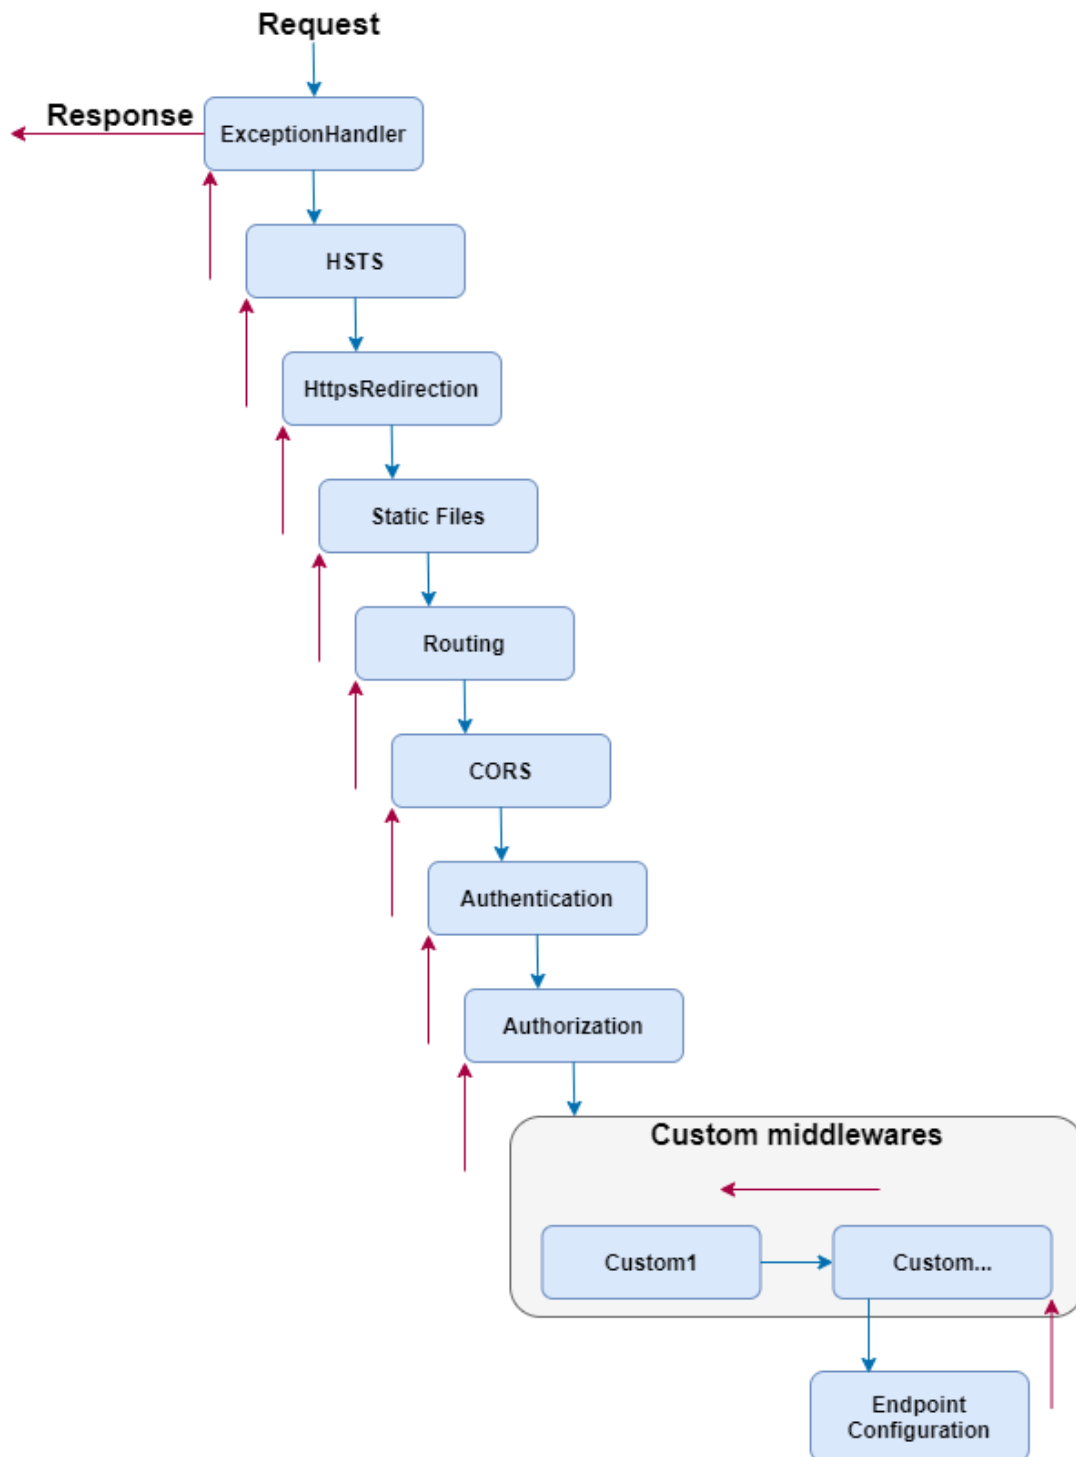 Request
Response
ExceptionHandler
HSTS
HttpsRedirection
Static Files
Routing
CORS
Authentication
Authorization
Custom middlewares
Custom1
Custom...
Endpoint
Configuration